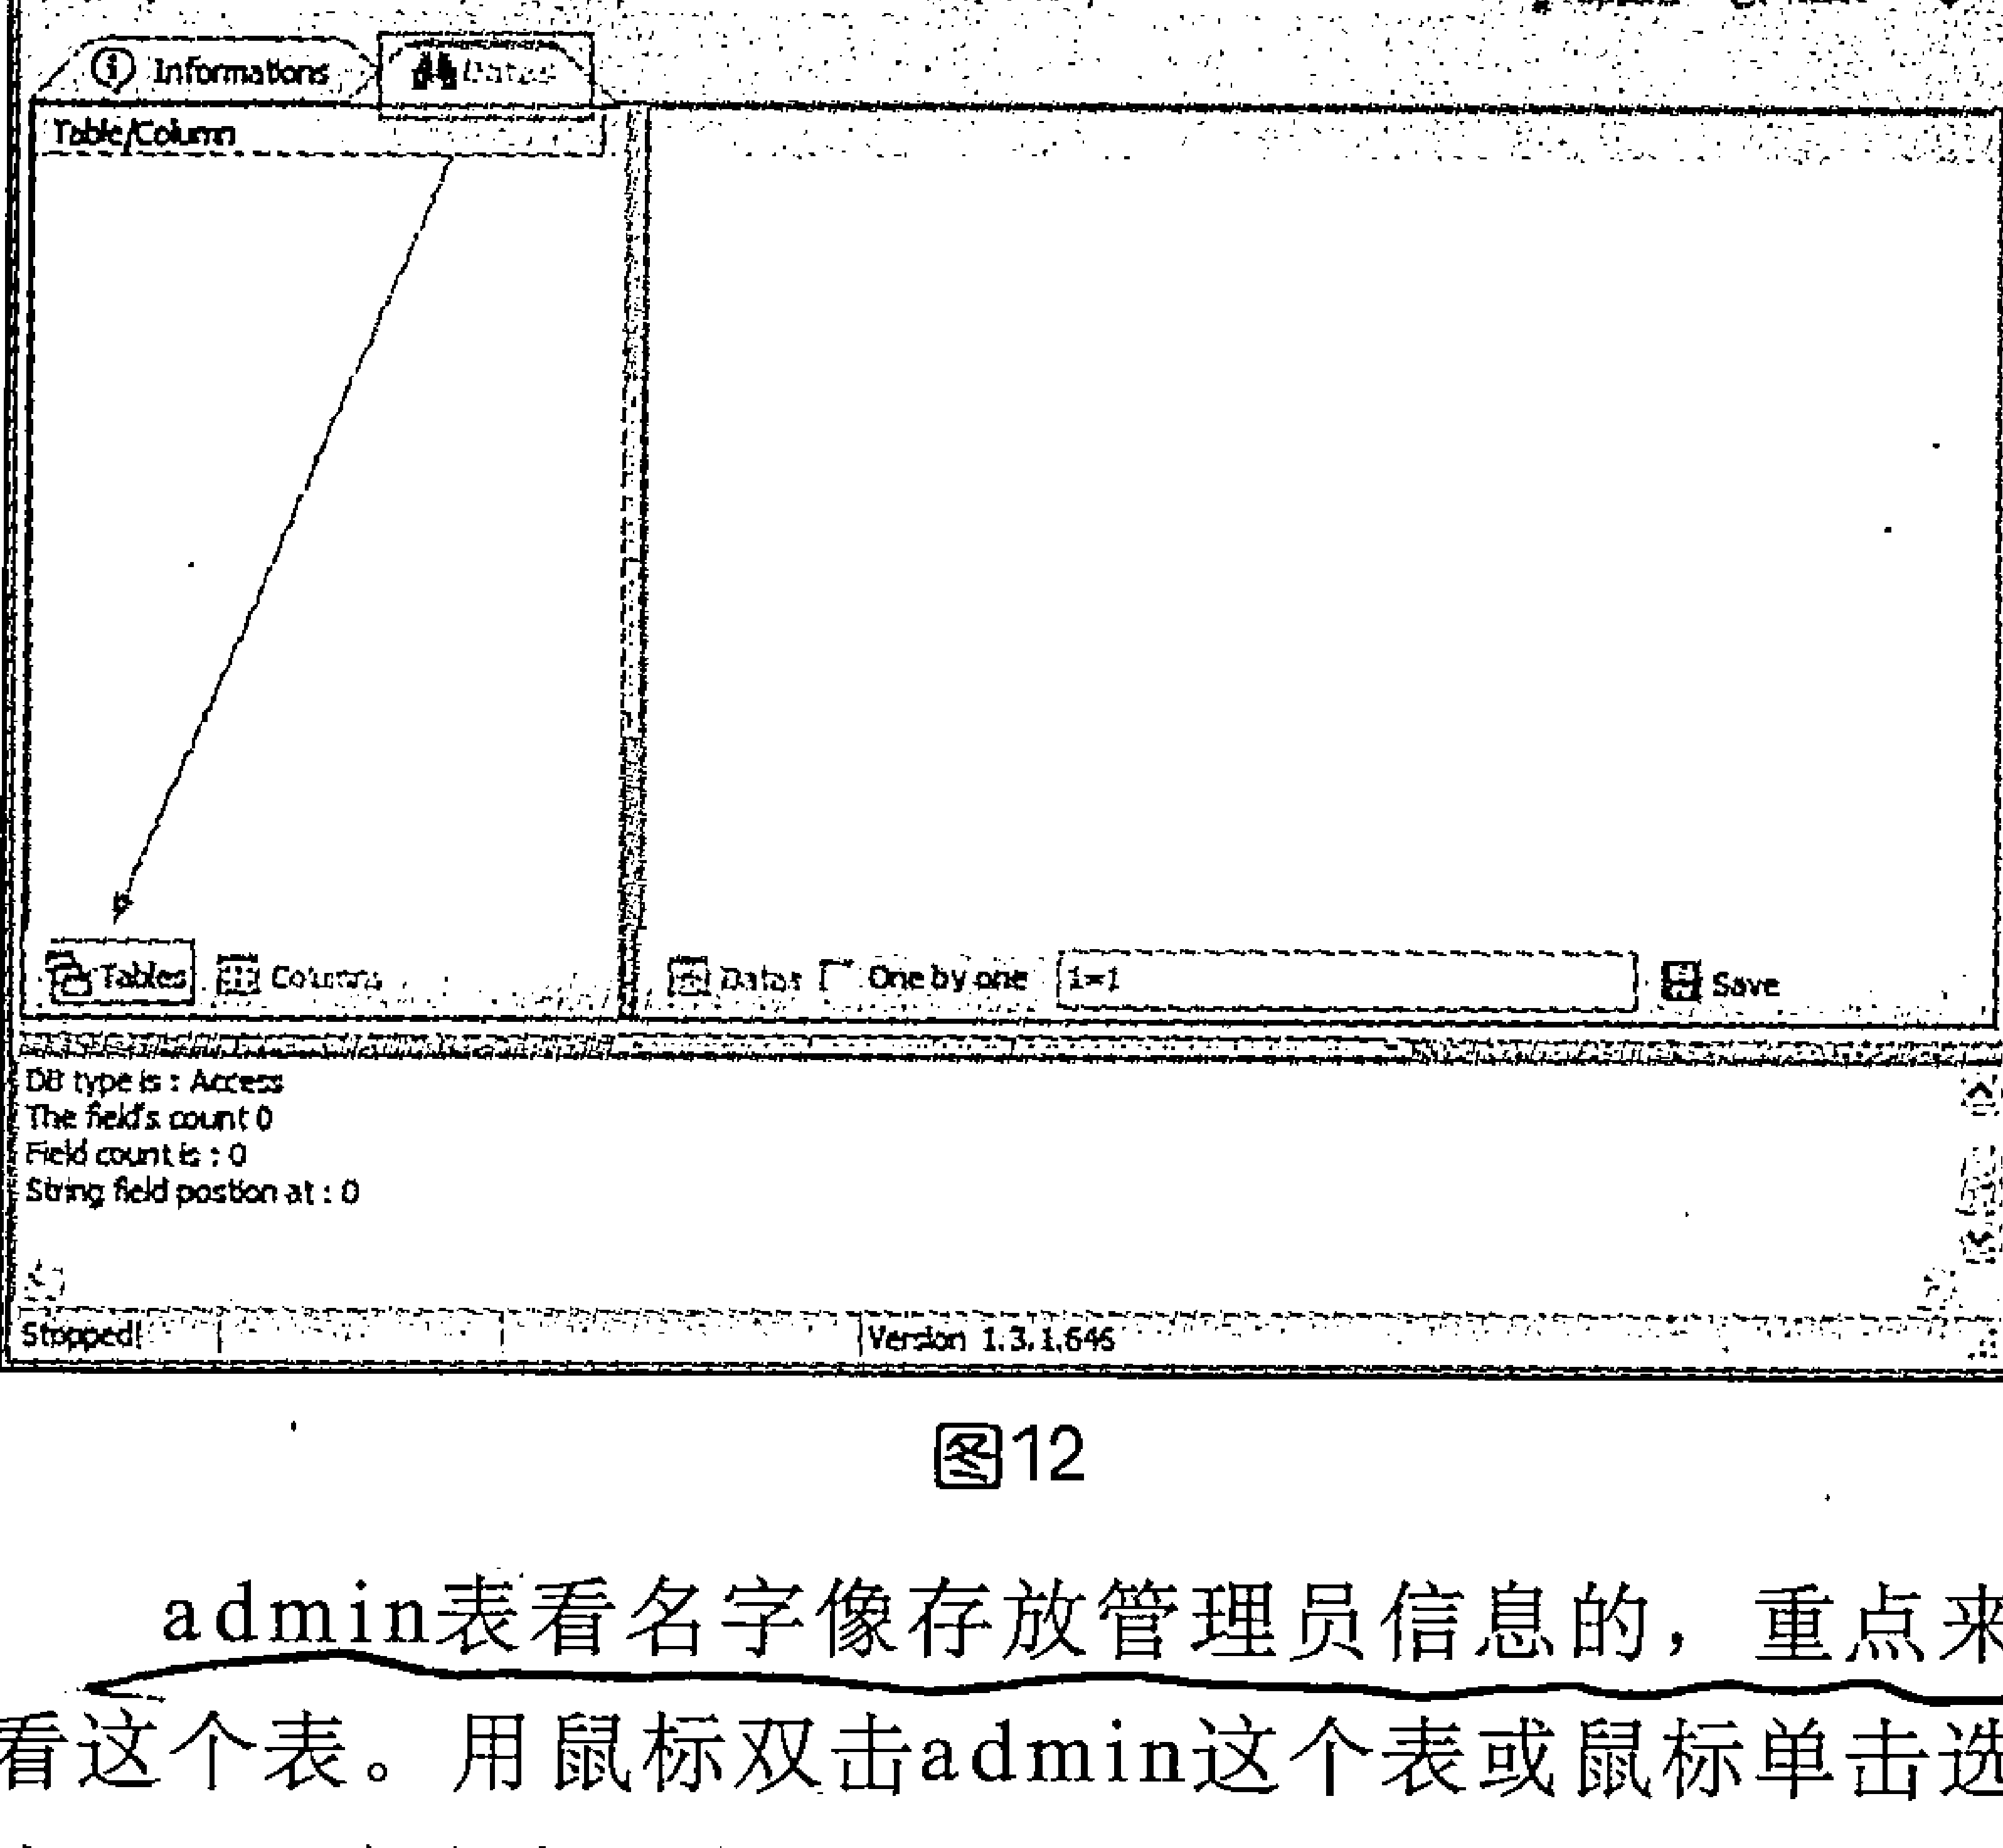 Informations Datas
Table/Column
Tables Columns Datas One by one 1=1 Save
DB type is : Access
The field's count 0
Field count is : 0
String field postion at : 0
Stopped! Version 1.3.1.646
图12
admin表看名字像存放管理员信息的，重点来
看这个表。用鼠标双击admin这个表或鼠标单击选